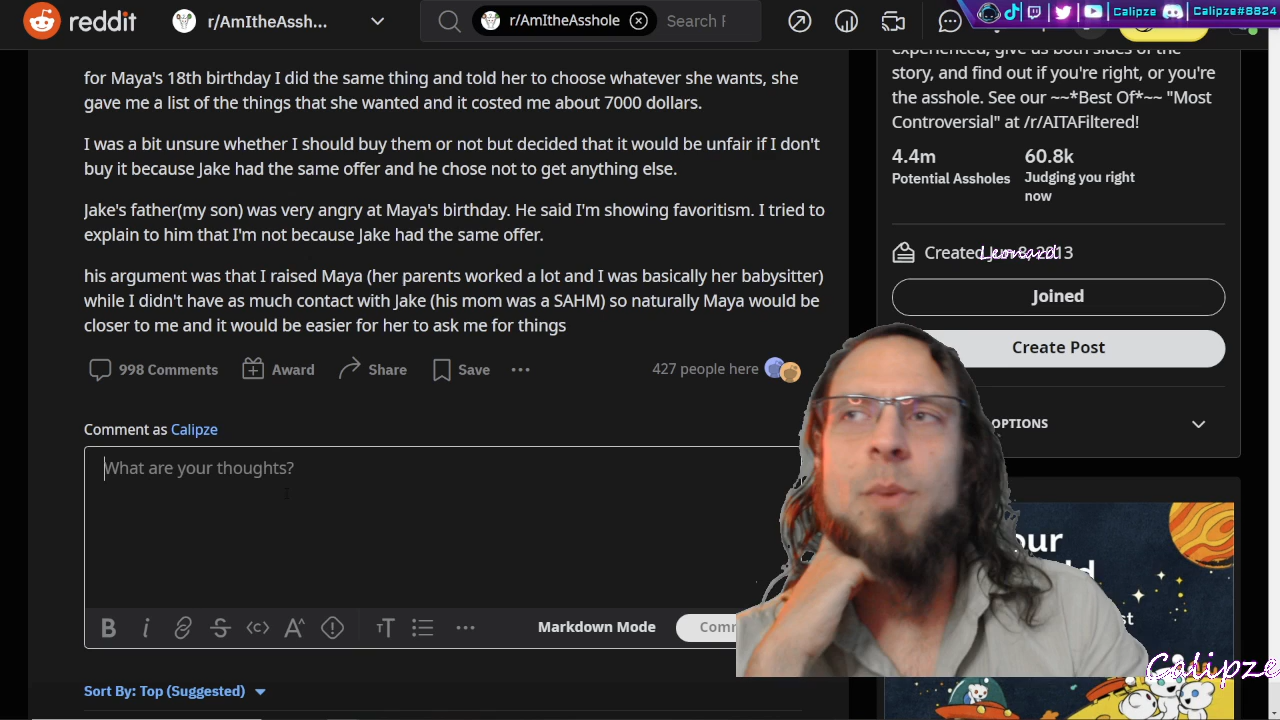 reddit
r/AmItheAssh...
r/AmItheAsshole
Calipze
Calipze#8824
for Maya's 18th birthday I did the same thing and told her to choose whatever she wants, she
gave me a list of the things that she wanted and it costed me about 7000 dollars.
I was a bit unsure whether I should buy them or not but decided that it would be unfair if I don't
buy it because Jake had the same offer and he chose not to get anything else.
Jake's father(my son) was very angry at Maya's birthday. He said I'm showing favoritism. I tried to
explain to him that I'm not because Jake had the same offer.
his argument was that I raised Maya (her parents worked a lot and I was basically her babysitter)
while I didn't have as much contact with Jake (his mom was a SAHM) so naturally Maya would be
closer to me and it would be easier for her to ask me for things
998 Comments
Award
Share
Save
427 people here
Comment as Calipze
What are your thoughts?
Markdown Mode
Sort By: Top (Suggested)
experienced, give us both sides of the
story, and find out if you're right, or you're
the asshole. See our ~~*Best Of*~~ "Most
Controversial" at /r/AITAFiltered!
4.4m
60.8k
Potential Assholes
Judging you right
now
Created
2013
Joined
Create Post
OPTIONS
Calipze